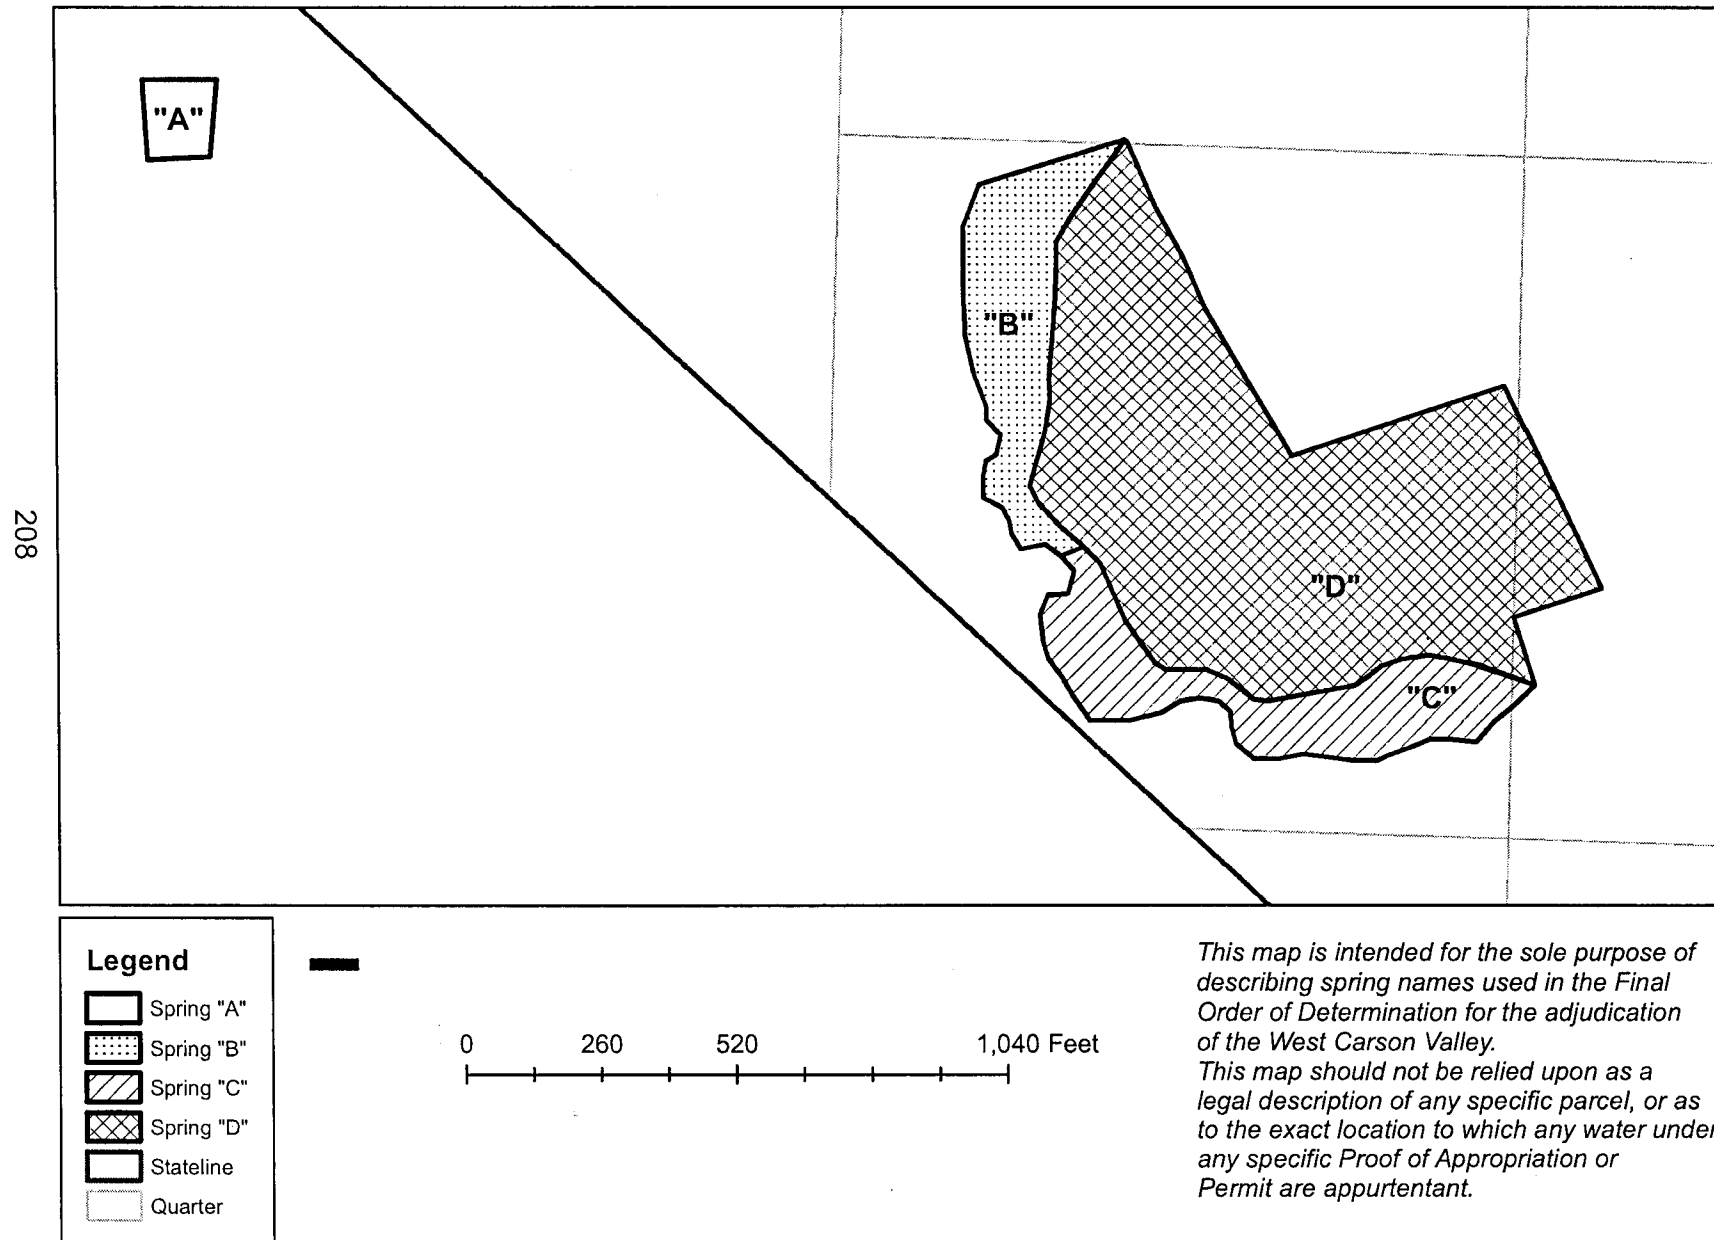 "A"
"B"
"D"
"C"
208
Legend
Spring "A"
Spring "B"
Spring "C"
Spring "D"
Stateline
Quarter
0 260 520 1,040 Feet
This map is intended for the sole purpose of
describing spring names used in the Final
Order of Determination for the adjudication
of the West Carson Valley.
This map should not be relied upon as a
legal description of any specific parcel, or as
to the exact location to which any water under
any specific Proof of Appropriation or
Permit are appurtentant.